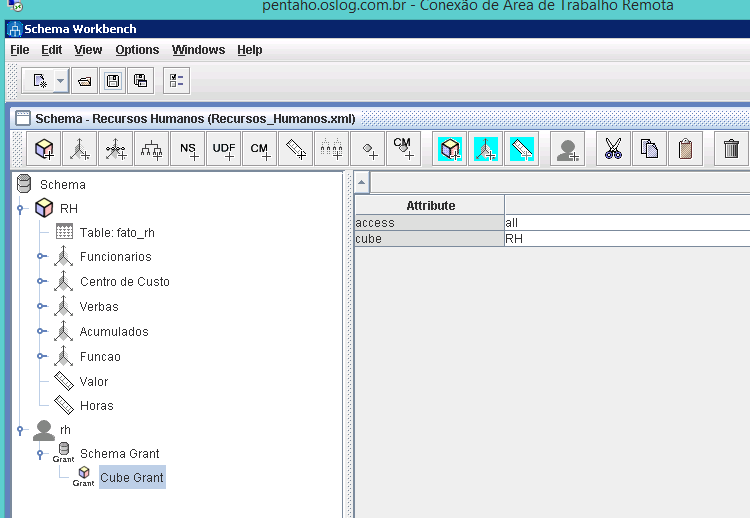 pentaho.oslog.com.br - Conexão de Área de Trabalho Remota
Schema Workbench
File Edit View Options Windows Help
Schema - Recursos Humanos (Recursos_Humanos.xml)
NS UDF CM CM
Schema
RH
Table: fato_rh
Funcionarios
Centro de Custo
Verbas
Acumulados
Funcao
Valor
Horas
rh
Grant Schema Grant
Grant Cube Grant
Attribute
access all
cube RH